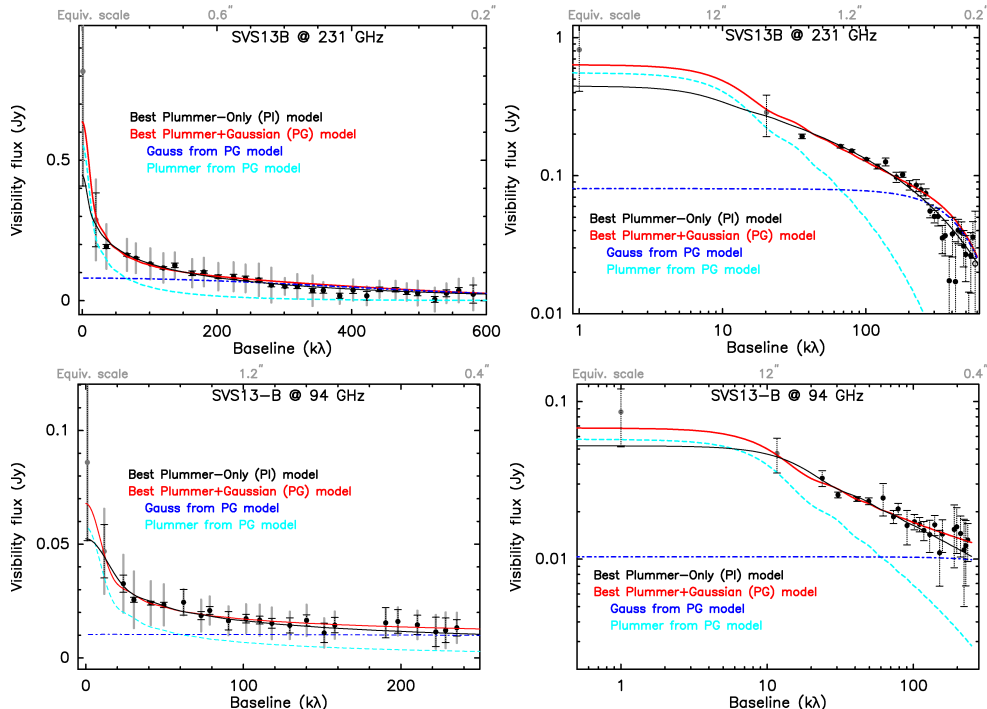 Equiv. scale 0.6″ 0.2″
SVS13B @ 231 GHz
Visibility flux (Jy)
0.5
0
Best Plummer-Only (Pl) model
Best Plummer+Gaussian (PG) model
Gauss from PG model
Plummer from PG model
0 200 400 600
Baseline (kλ)
Equiv. scale 12″ 1.2″ 0.2″
SVS13B @ 231 GHz
Visibility flux (Jy)
1
0.1
0.01
Best Plummer-Only (Pl) model
Best Plummer+Gaussian (PG) model
Gauss from PG model
Plummer from PG model
1 10 100
Baseline (kλ)
Equiv. scale 1.2″ 0.4″
SVS13-B @ 94 GHz
Visibility flux (Jy)
0.1
0.05
0
Best Plummer-Only (Pl) model
Best Plummer+Gaussian (PG) model
Gauss from PG model
Plummer from PG model
0 100 200
Baseline (kλ)
Equiv. scale 12″ 0.4″
SVS13-B @ 94 GHz
Visibility flux (Jy)
0.1
0.01
Best Plummer-Only (Pl) model
Best Plummer+Gaussian (PG) model
Gauss from PG model
Plummer from PG model
1 10 100
Baseline (kλ)